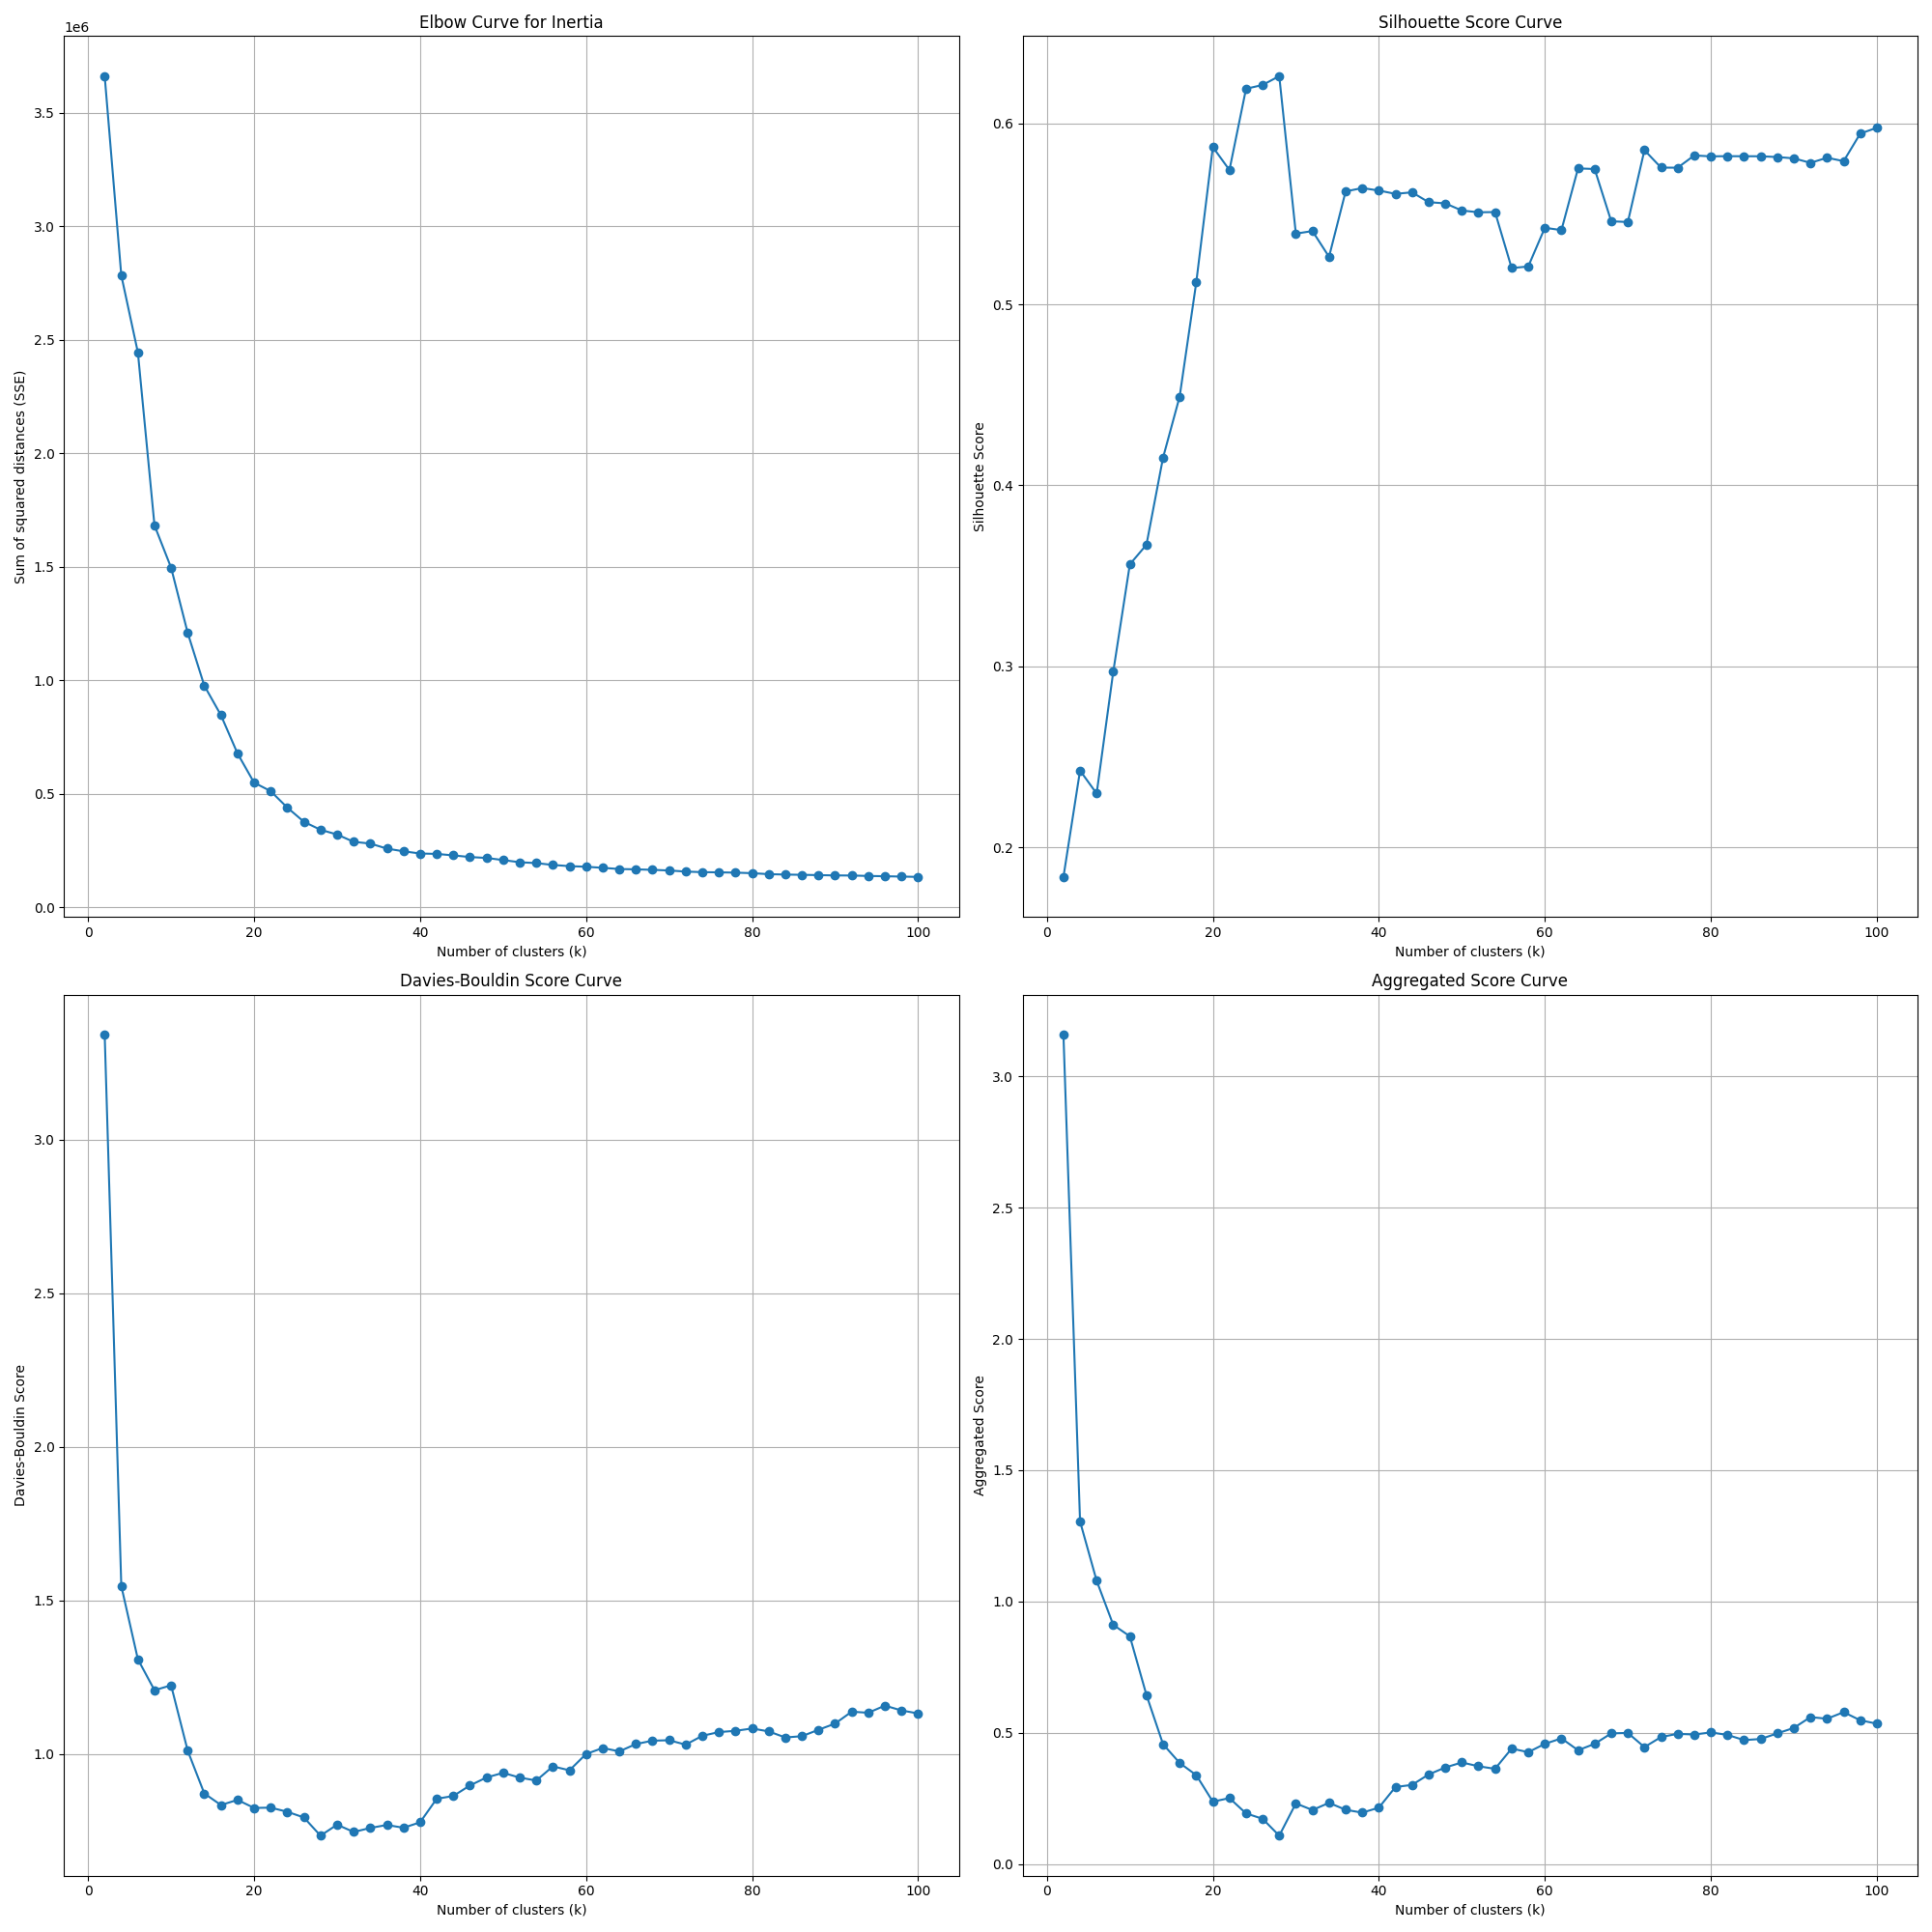 Elbow Curve for Inertia
1e6
3.5
3.0
2.5
2.0
1.5
1.0
0.5
0.0
Sum of squared distances (SSE)
0 20 40 60 80 100
Number of clusters (k)
Silhouette Score Curve
0.6
0.5
0.4
0.3
0.2
Silhouette Score
0 20 40 60 80 100
Number of clusters (k)
Davies-Bouldin Score Curve
3.0
2.5
2.0
1.5
1.0
Davies-Bouldin Score
0 20 40 60 80 100
Number of clusters (k)
Aggregated Score Curve
3.0
2.5
2.0
1.5
1.0
0.5
0.0
Aggregated Score
0 20 40 60 80 100
Number of clusters (k)